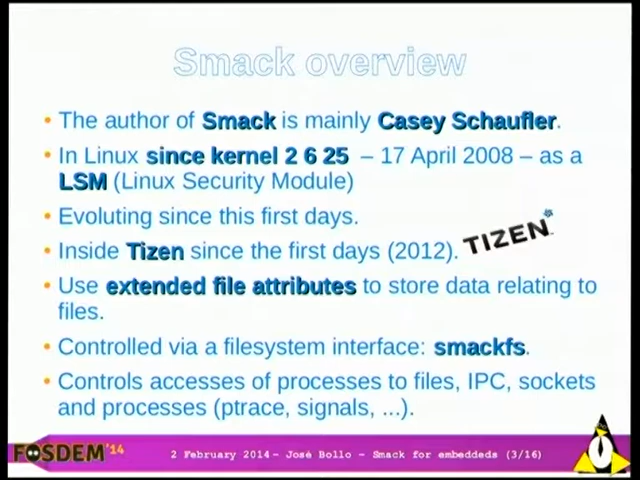 Smack overview
• The author of Smack is mainly Casey Schaufler.
• In Linux since kernel 2 6 25 – 17 April 2008 – as a
LSM (Linux Security Module)
• Evoluting since this first days.
• Inside Tizen since the first days (2012).
TIZEN
• Use extended file attributes to store data relating to
files.
• Controlled via a filesystem interface: smackfs.
• Controls accesses of processes to files, IPC, sockets
and processes (ptrace, signals, ...).
FOSDEM'14
2 February 2014– José Bollo – Smack for embeddeds (3/16)